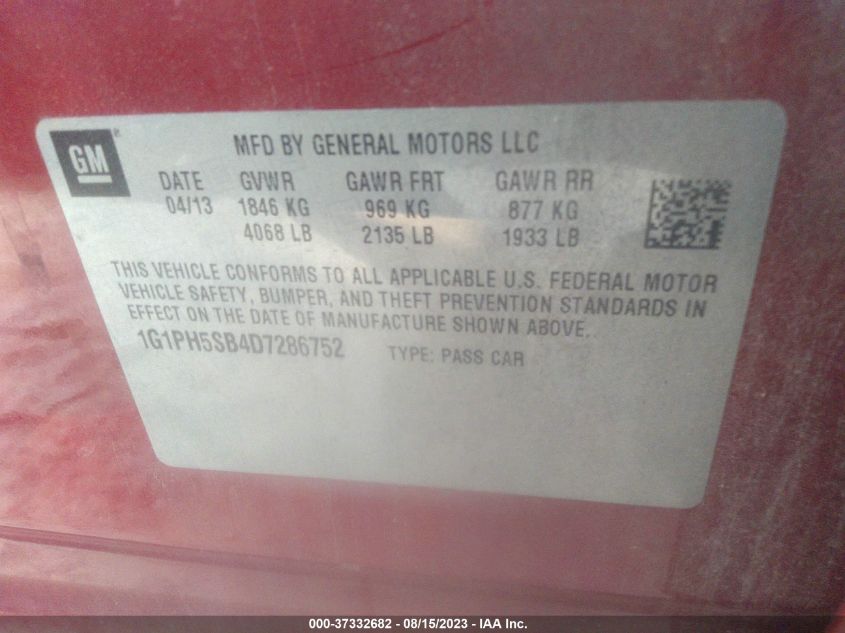 GM
MFD BY GENERAL MOTORS LLC
DATE GVWR GAWR FRT GAWR RR
04/13 1846 KG 969 KG 877 KG
4068 LB 2135 LB 1933 LB
THIS VEHICLE CONFORMS TO ALL APPLICABLE U.S. FEDERAL MOTOR
VEHICLE SAFETY, BUMPER, AND THEFT PREVENTION STANDARDS IN
EFFECT ON THE DATE OF MANUFACTURE SHOWN ABOVE.
1G1PH5SB4D7286752 TYPE: PASS CAR
000-37332682 - 08/15/2023 - IAA Inc.